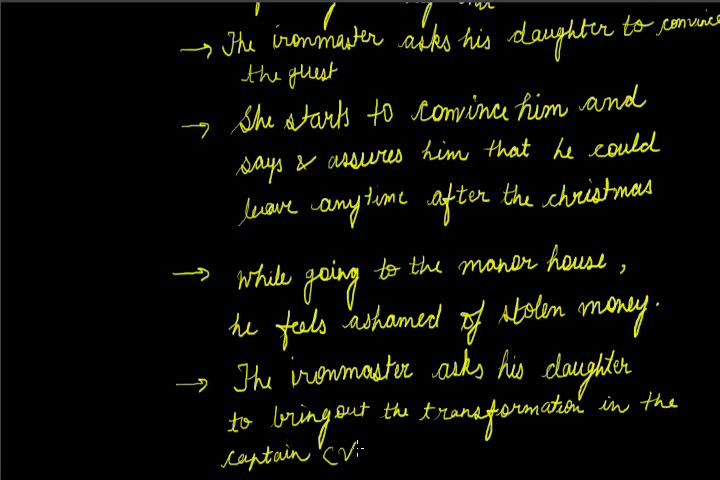 → The ironmaster asks his daughter to convince
the guest
→ She starts to convince him and
says & assures him that he could
leave anytime after the christmas
→ While going to the manor house,
he feels ashamed of stolen money.
→ The ironmaster asks his daughter
to bring out the transformation in the
captain (V